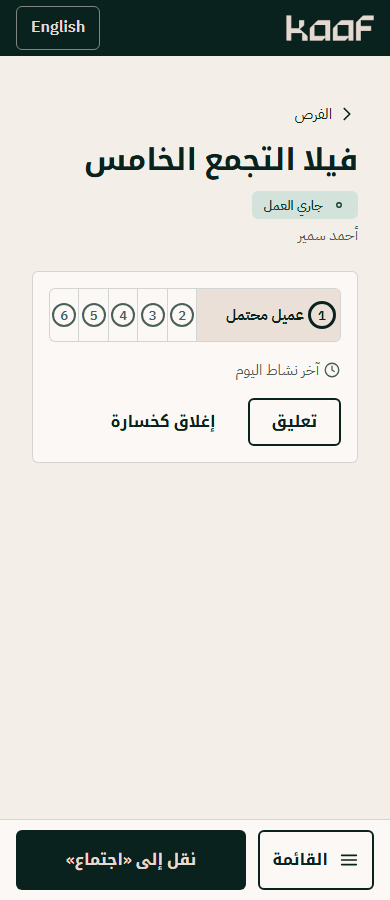 kaaf
English
الفرص
فيلا التجمع الخامس
جاري العمل
أحمد سمير
1 عميل محتمل 2 3 4 5 6
آخر نشاط اليوم
تعليق
إغلاق كخسارة
القائمة
نقل إلى «اجتماع»